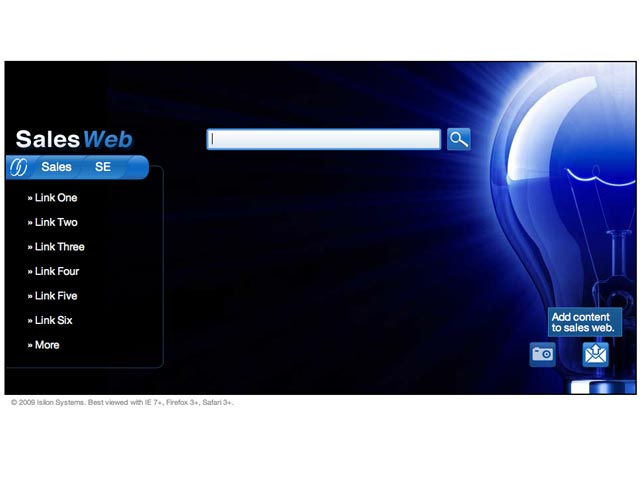 SalesWeb
Sales SE
» Link One
» Link Two
» Link Three
» Link Four
» Link Five
» Link Six
» More
Add content
to sales web.
© 2009 Isilon Systems. Best viewed with IE 7+, Firefox 3+, Safari 3+.